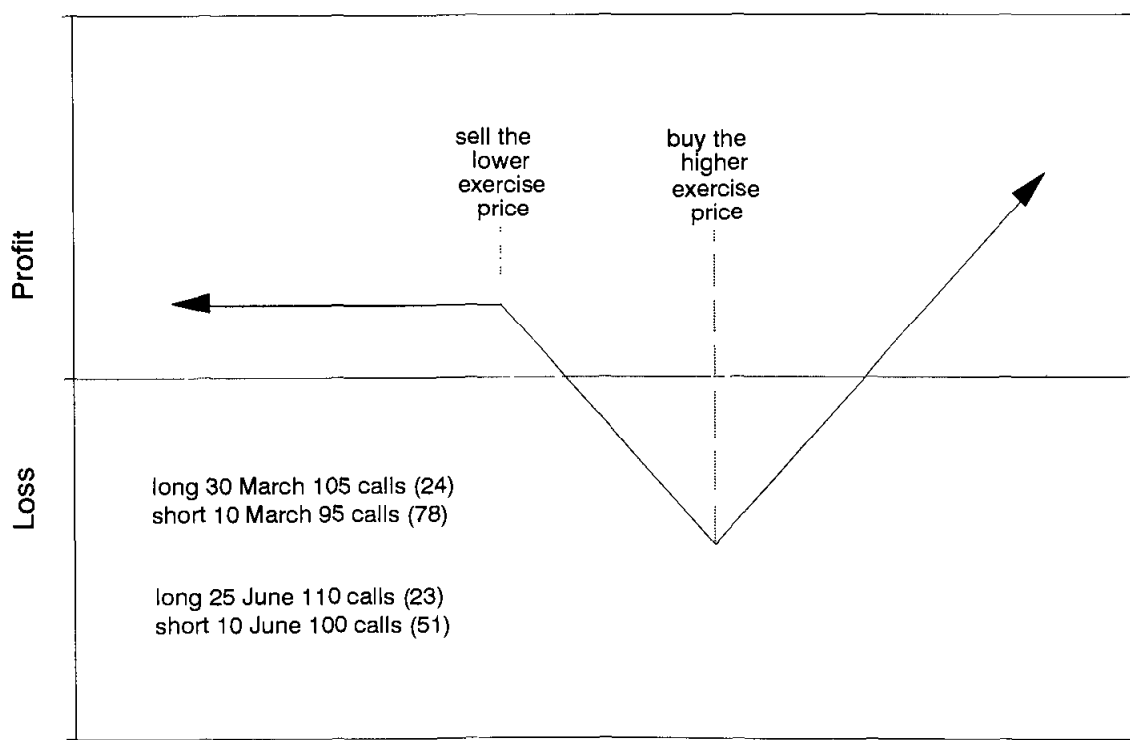 sell the
lower
exercise
price
buy the
higher
exercise
price
Profit
Loss
long 30 March 105 calls (24)
short 10 March 95 calls (78)
long 25 June 110 calls (23)
short 10 June 100 calls (51)